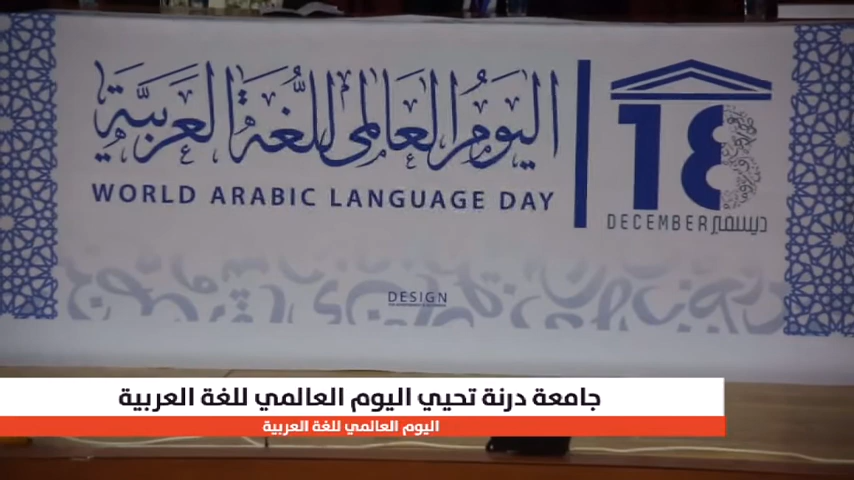 اليوم العالمي للغة العربية
WORLD ARABIC LANGUAGE DAY
18
DECEMBER ديسمبر
DESIGN
جامعة درنة تحيي اليوم العالمي للغة العربية
اليوم العالمي للغة العربية